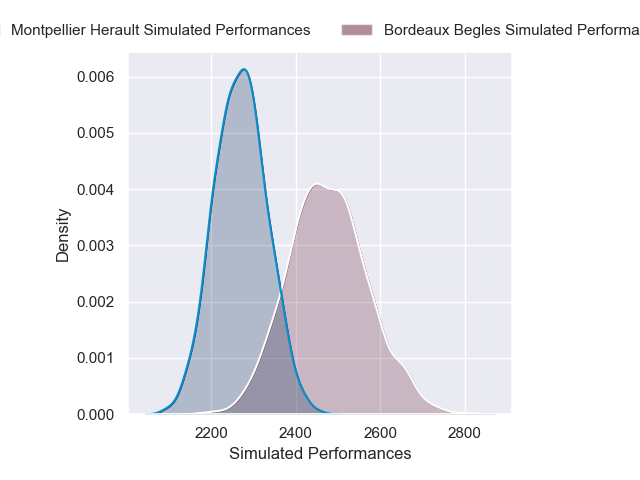 Montpellier Herault Simulated Performances
Bordeaux Begles Simulated
0.006
0.005
0.004
0.003
0.002
0.001
0.000
Density
2200 2400 2600 2800
Simulated Performances